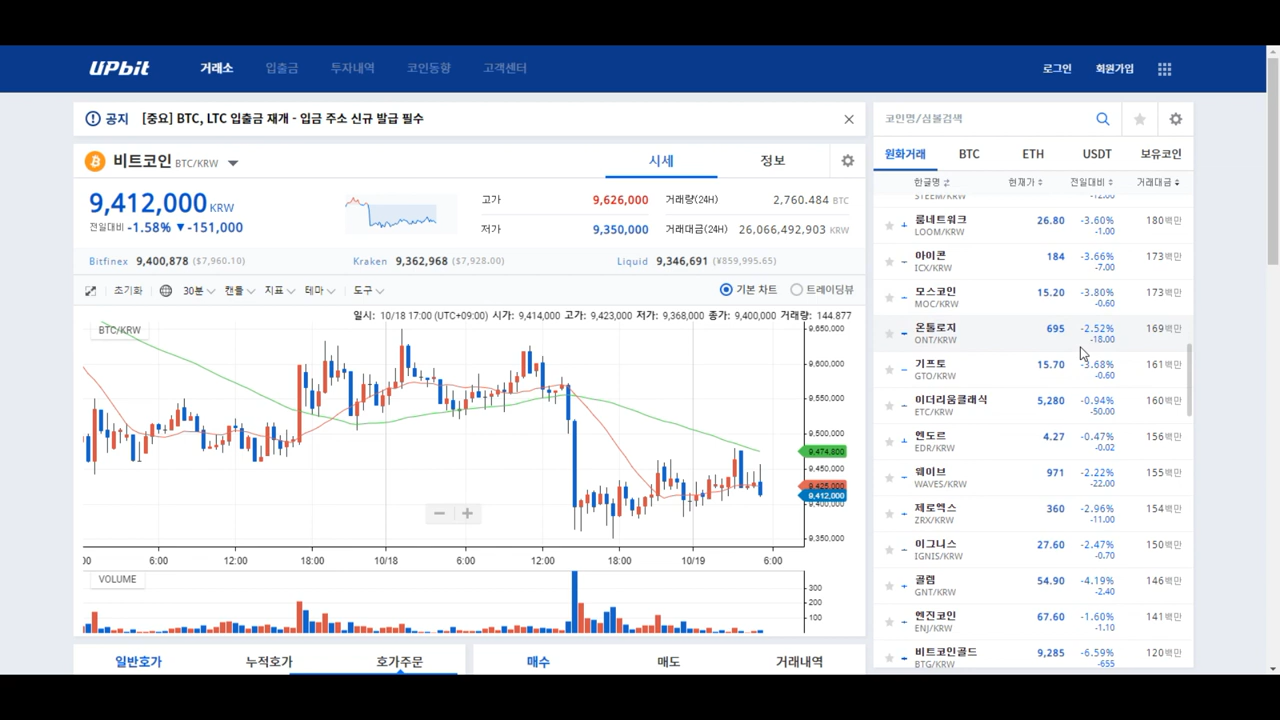 UPbit 거래소 입출금 투자내역 코인동향 고객센터 로그인 회원가입
공지 [중요] BTC, LTC 입출금 재개 - 입금 주소 신규 발급 필수
비트코인 BTC/KRW 시세 정보
9,412,000 KRW
전일대비 -1.58% ▼-151,000
고가 9,626,000 거래량(24H) 2,760.484 BTC
저가 9,350,000 거래대금(24H) 26,066,492,903 KRW
Bitfinex 9,400,878 ($7,960.10) Kraken 9,362,968 ($7,928.00) Liquid 9,346,691 (¥859,995.65)
초기화 30분 캔들 지표 테마 도구 기본 차트 트레이딩뷰
일시: 10/18 17:00 (UTC+09:00) 시가: 9,414,000 고가: 9,423,000 저가: 9,368,000 종가: 9,400,000 거래량: 144.877
BTC/KRW
9,650,000
9,600,000
9,550,000
9,500,000
9,474,800
9,450,000
9,425,000
9,412,000
9,400,000
9,350,000
:00 6:00 12:00 18:00 10/18 6:00 12:00 18:00 10/19 6:00
VOLUME
300
200
100
일반호가 누적호가 호가주문 매수 매도 거래내역
코인명/심볼검색
원화거래 BTC ETH USDT 보유코인
한글명 현재가 전일대비 거래대금
STEEM/KRW -12.00
룸네트워크 26.80 -3.60% 180백만
LOOM/KRW -1.00
아이콘 184 -3.66% 173백만
ICX/KRW -7.00
모스코인 15.20 -3.80% 173백만
MOC/KRW -0.60
온톨로지 695 -2.52% 169백만
ONT/KRW -18.00
기프토 15.70 -3.68% 161백만
GTO/KRW -0.60
이더리움클래식 5,280 -0.94% 160백만
ETC/KRW -50.00
엔도르 4.27 -0.47% 156백만
EDR/KRW -0.02
웨이브 971 -2.22% 155백만
WAVES/KRW -22.00
제로엑스 360 -2.96% 154백만
ZRX/KRW -11.00
이그니스 27.60 -2.47% 150백만
IGNIS/KRW -0.70
골렘 54.90 -4.19% 146백만
GNT/KRW -2.40
엔진코인 67.60 -1.60% 141백만
ENJ/KRW -1.10
비트코인골드 9,285 -6.59% 120백만
BTG/KRW -655